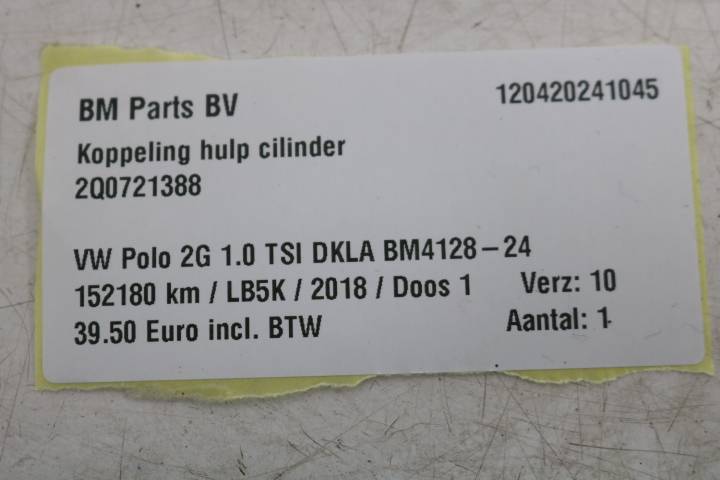 BM Parts BV 120420241045
Koppeling hulp cilinder
2Q0721388
VW Polo 2G 1.0 TSI DKLA BM4128-24
152180 km / LB5K / 2018 / Doos 1 Verz: 10
39.50 Euro incl. BTW Aantal: 1